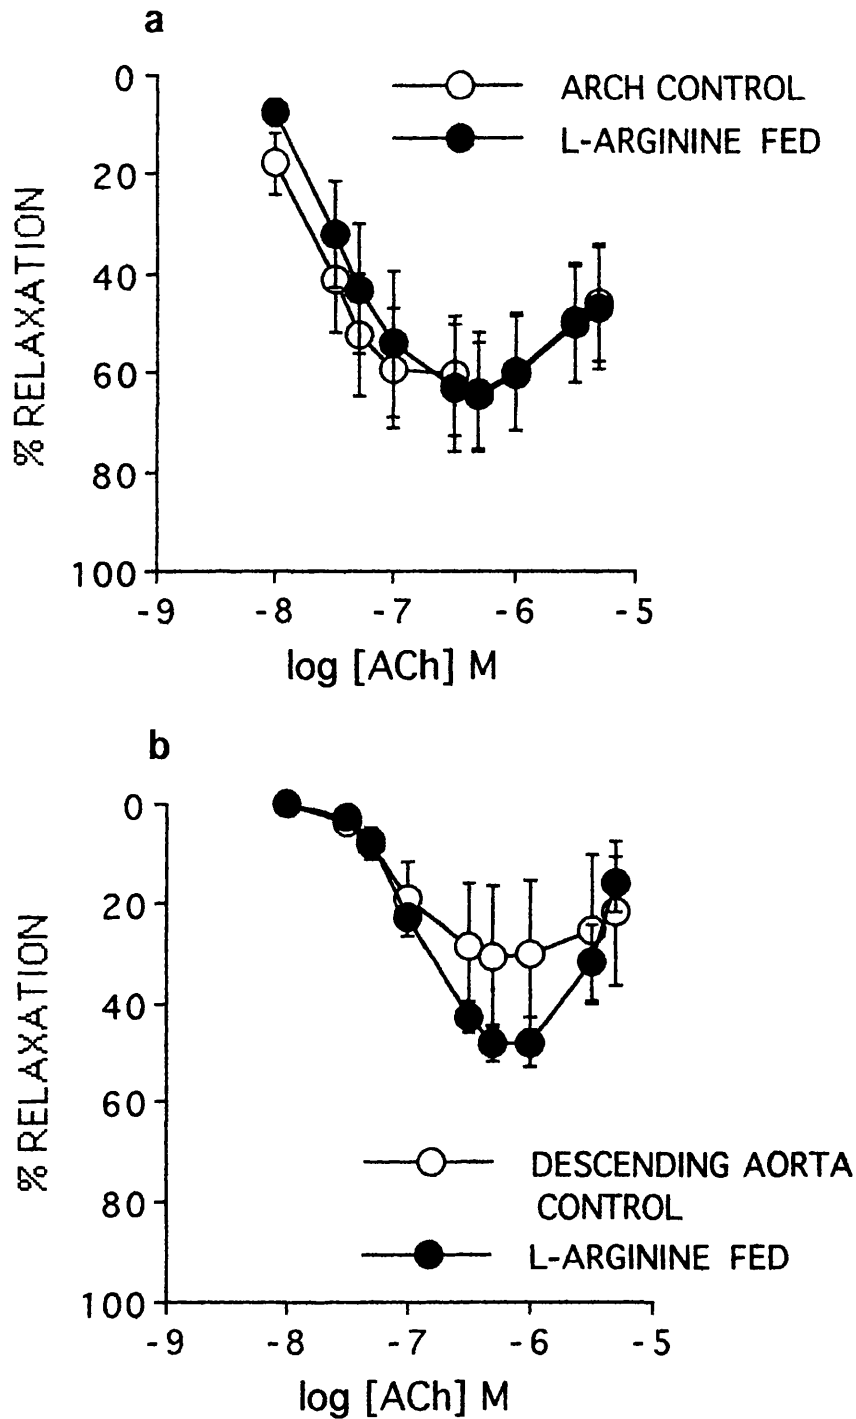 a
0
20
40
60
80
100
% RELAXATION
ARCH CONTROL
L-ARGININE FED
-9 -8 -7 -6 -5
log [ACh] M
b
0
20
40
60
80
100
% RELAXATION
DESCENDING AORTA
CONTROL
L-ARGININE FED
-9 -8 -7 -6 -5
log [ACh] M